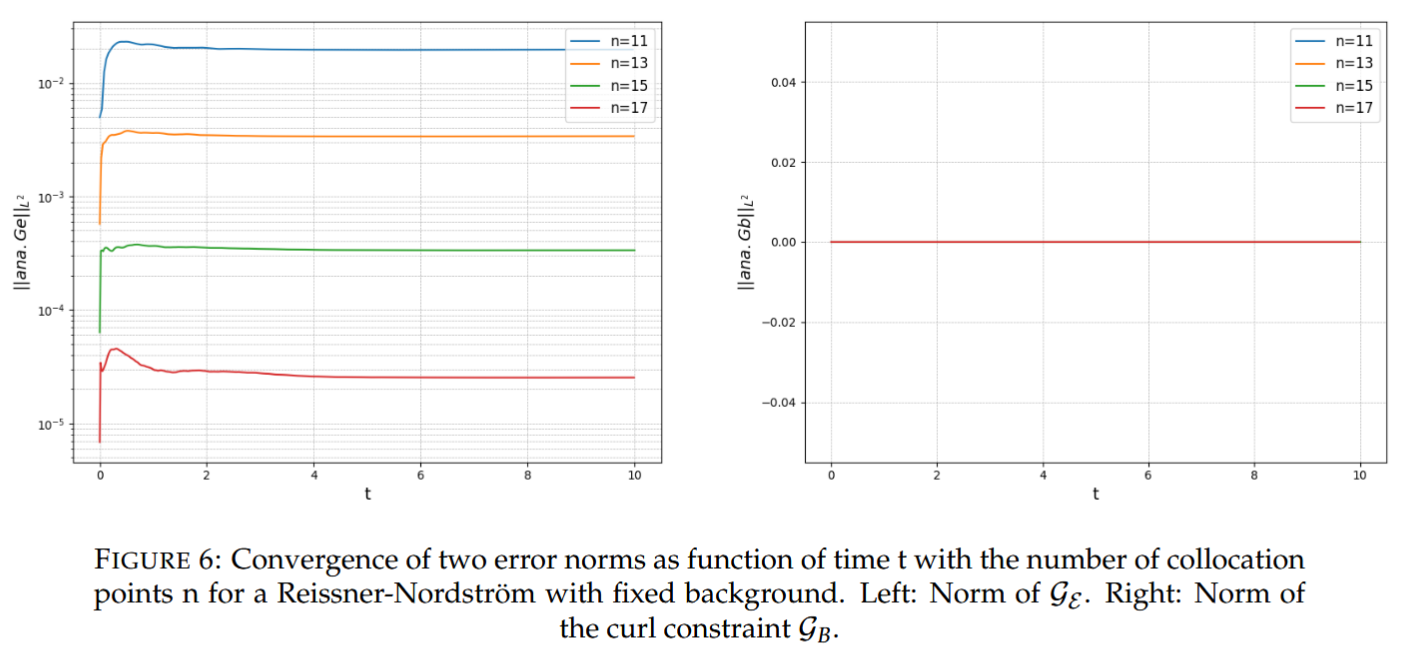 ||ana.Ge||_{L^2}
10^{-2}
10^{-3}
10^{-4}
10^{-5}
n=11
n=13
n=15
n=17
0 2 4 6 8 10
t
||ana.Gb||_{L^2}
0.04
0.02
0.00
−0.02
−0.04
n=11
n=13
n=15
n=17
0 2 4 6 8 10
t
FIGURE 6: Convergence of two error norms as function of time t with the number of collocation
points n for a Reissner-Nordström with fixed background. Left: Norm of 𝒢_ℰ. Right: Norm of
the curl constraint 𝒢_B.